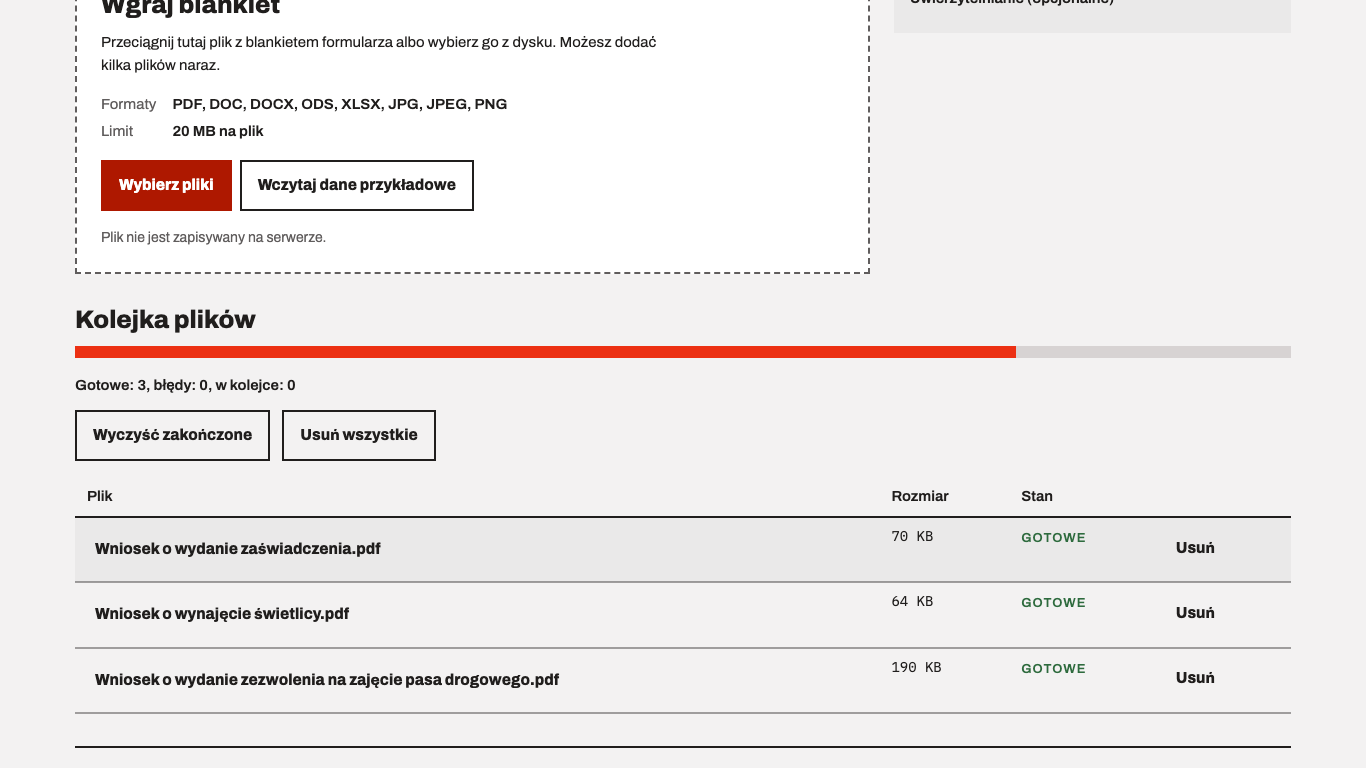 Wgraj blankiet
Uwierzytelnianie (opcjonalne)
Przeciągnij tutaj plik z blankietem formularza albo wybierz go z dysku. Możesz dodać
kilka plików naraz.
Formaty PDF, DOC, DOCX, ODS, XLSX, JPG, JPEG, PNG
Limit 20 MB na plik
Wybierz pliki Wczytaj dane przykładowe
Plik nie jest zapisywany na serwerze.
Kolejka plików
Gotowe: 3, błędy: 0, w kolejce: 0
Wyczyść zakończone Usuń wszystkie
Plik Rozmiar Stan
Wniosek o wydanie zaświadczenia.pdf 70 KB GOTOWE Usuń
Wniosek o wynajęcie świetlicy.pdf 64 KB GOTOWE Usuń
Wniosek o wydanie zezwolenia na zajęcie pasa drogowego.pdf 190 KB GOTOWE Usuń